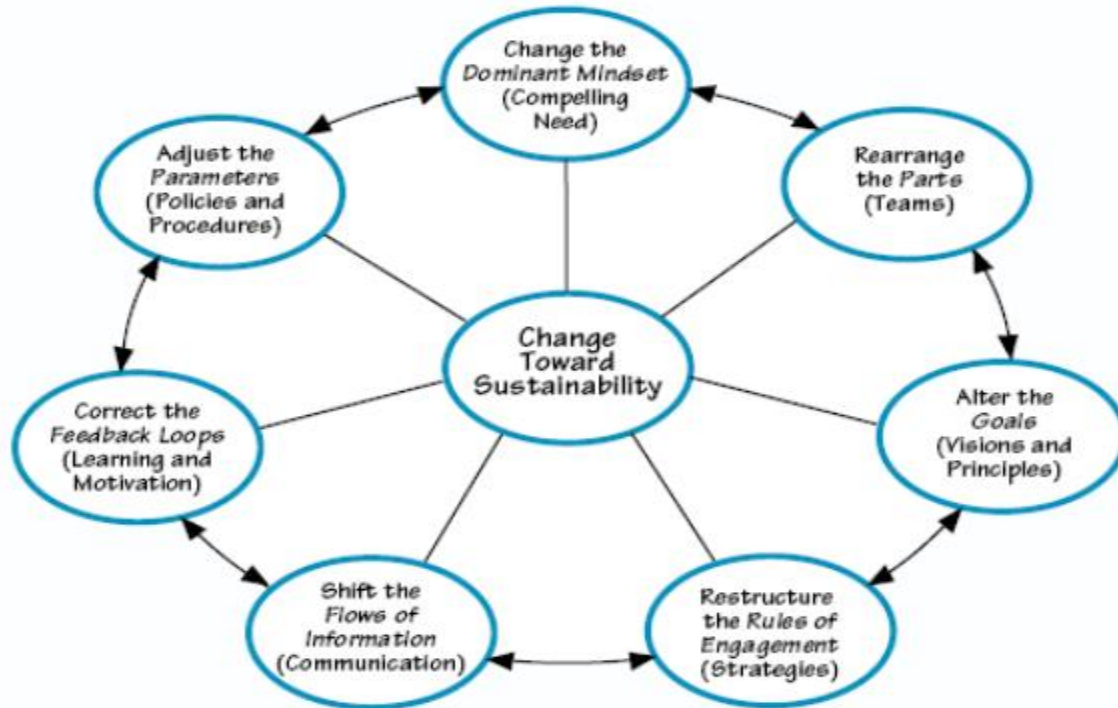 Change the
Dominant Mindset
(Compelling
Need)
Rearrange
the Parts
(Teams)
Alter the
Goals
(Visions and
Principles)
Restructure
the Rules of
Engagement
(Strategies)
Shift the
Flows of
Information
(Communication)
Correct the
Feedback Loops
(Learning and
Motivation)
Adjust the
Parameters
(Policies and
Procedures)
Change
Toward
Sustainability